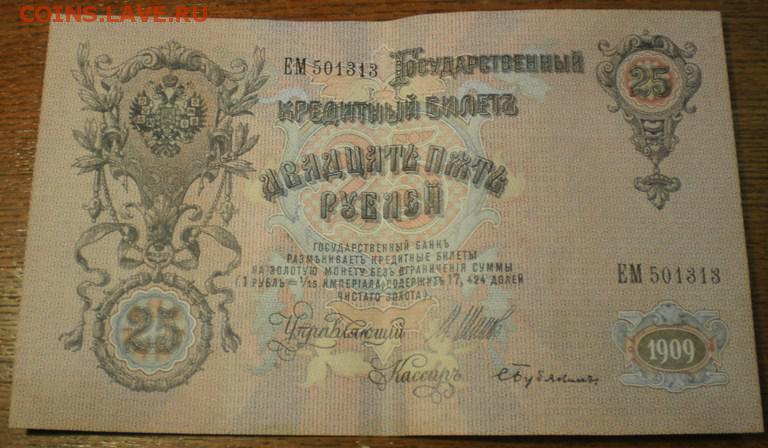 COINS.LAVE.RU
ЕМ 501313
ГОСУДАРСТВЕННЫЙ
25
КРЕДИТНЫЙ БИЛЕТЪ
ДВАДЦАТЬ ПЯТЬ
РУБЛЕЙ
ГОСУДАРСТВЕННЫЙ БАНКЪ
РАЗМѢНИВАЕТЪ КРЕДИТНЫЕ БИЛЕТЫ
НА ЗОЛОТУЮ МОНЕТУ БЕЗЪ ОГРАНИЧЕНІЯ СУММЫ
(1 РУБЛЬ = 1/15 ИМПЕРІАЛА, СОДЕРЖИТЪ 17,424 ДОЛЕЙ
ЧИСТАГО ЗОЛОТА).
ЕМ 501313
25
Управляющій
И.Шипов
1909
Кассиръ